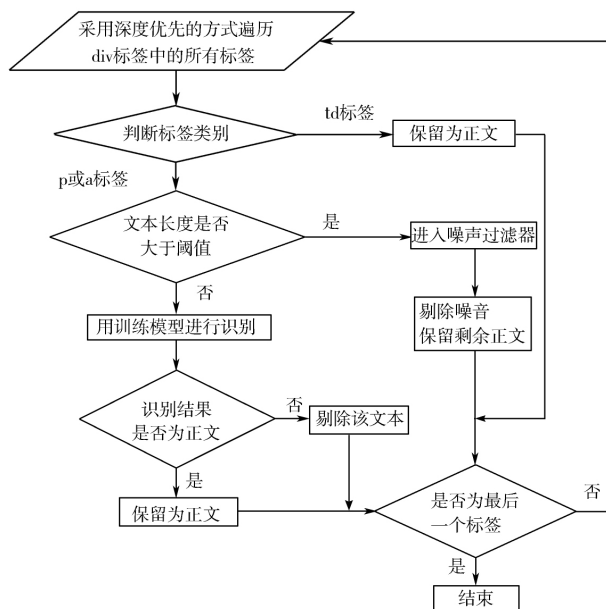 采用深度优先的方式遍历
div标签中的所有标签
判断标签类别
td标签
保留为正文
p或a标签
文本长度是否
大于阈值
是
进入噪声过滤器
否
剔除噪音
保留剩余正文
用训练模型进行识别
识别结果
是否为正文
否
剔除该文本
是
保留为正文
是否为最后
一个标签
否
是
结束